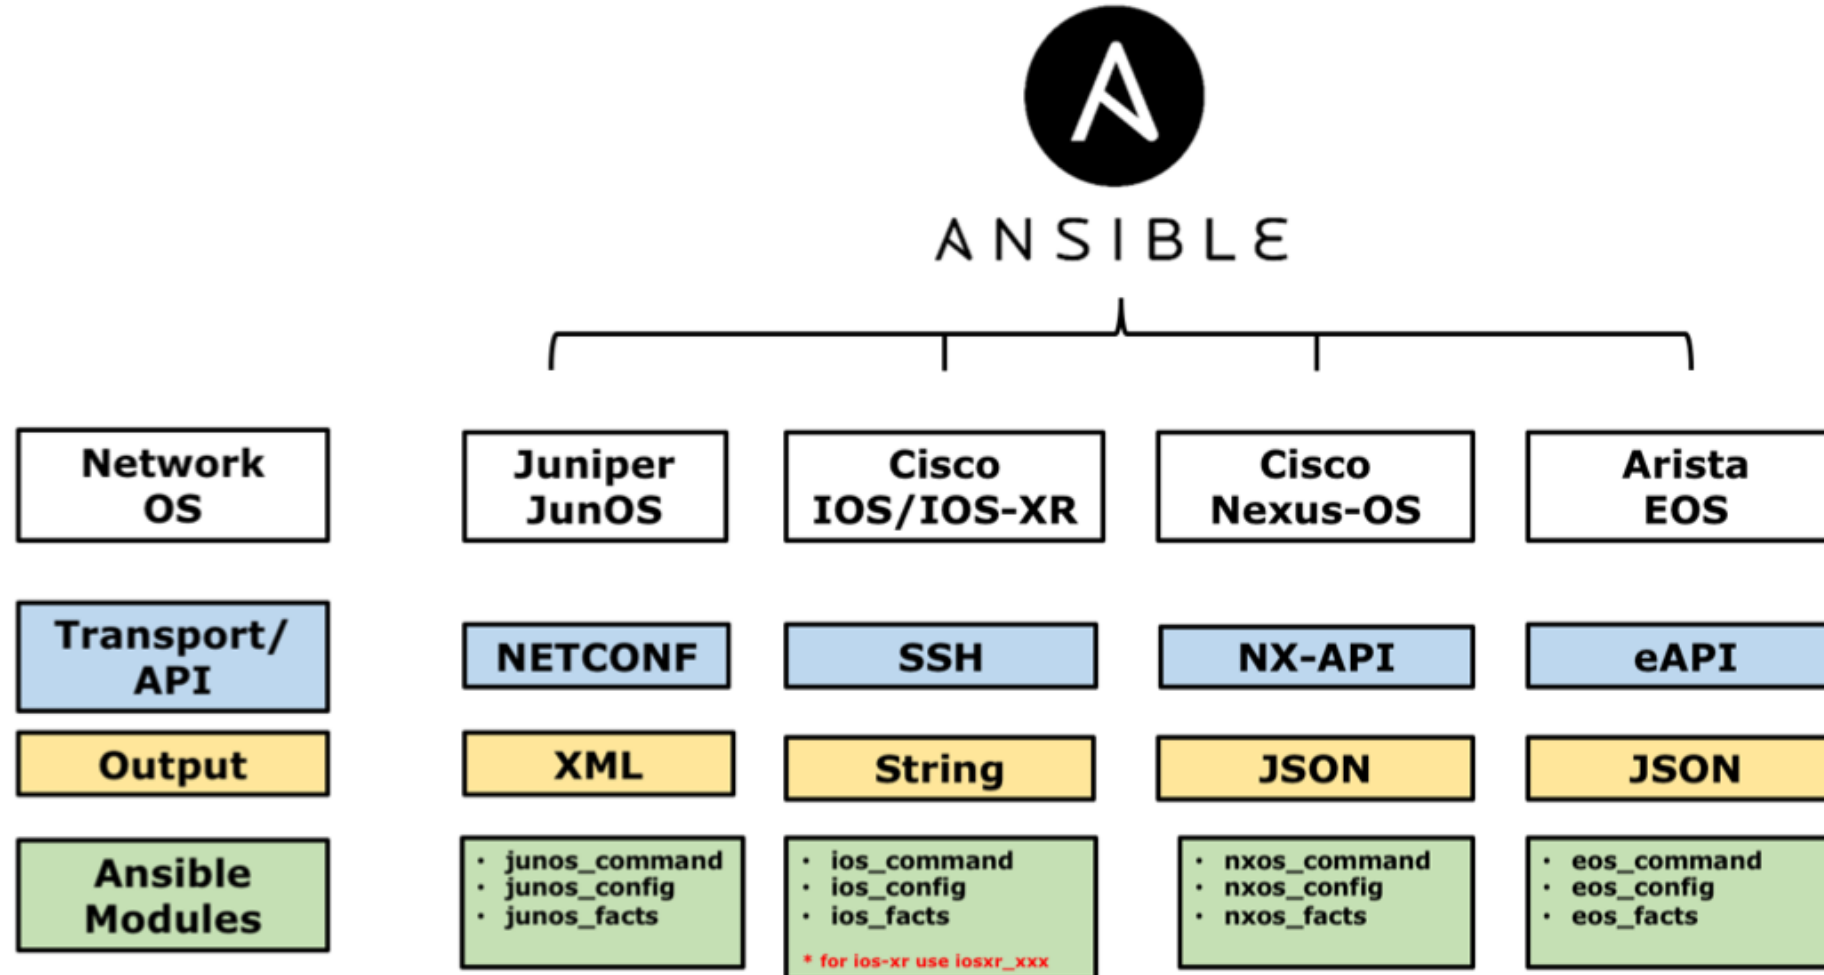 ANSIBLE
Network
OS
Juniper
JunOS
Cisco
IOS/IOS-XR
Cisco
Nexus-OS
Arista
EOS
Transport/
API
NETCONF
SSH
NX-API
eAPI
Output
XML
String
JSON
JSON
Ansible
Modules
· junos_command
· junos_config
· junos_facts
· ios_command
· ios_config
· ios_facts
* for ios-xr use iosxr_xxx
· nxos_command
· nxos_config
· nxos_facts
· eos_command
· eos_config
· eos_facts